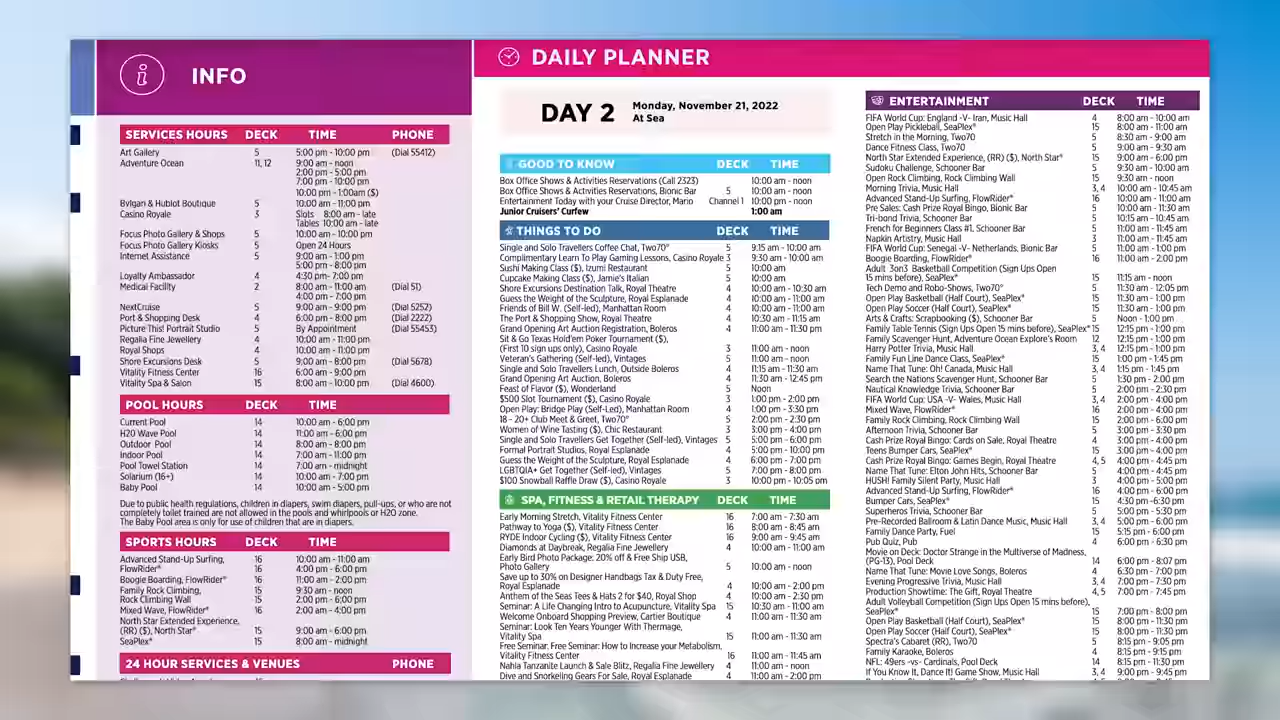 INFO
SERVICES HOURS DECK TIME PHONE
Art Gallery 5 5:00 pm - 10:00 pm (Dial 55412)
Adventure Ocean 11, 12 9:00 am - noon
2:00 pm - 5:00 pm
7:00 pm - 10:00 pm
10:00 pm - 1:00am ($)
Bvlgari & Hublot Boutique 5 10:00 am - 11:00 pm
Casino Royale 3 Slots 8:00 am - late
Tables 10:00 am - late
Focus Photo Gallery & Shops 5 10:00 am - 10:00 pm
Focus Photo Gallery Kiosks 5 Open 24 Hours
Internet Assistance 5 9:00 am - 1:00 pm
5:00 pm - 8:00 pm
Loyalty Ambassador 4 4:30 pm- 7:00 pm
Medical Facility 2 8:00 am - 11:00 am (Dial 51)
4:00 pm - 7:00 pm
NextCruise 5 9:00 am - 9:00 pm (Dial 5252)
Port & Shopping Desk 4 6:00 pm - 8:00 pm (Dial 2222)
Picture This! Portrait Studio 5 By Appointment (Dial 55453)
Regalia Fine Jewellery 4 10:00 am - 11:00 pm
Royal Shops 4 10:00 am - 11:00 pm
Shore Excursions Desk 5 9:00 am - 8:00 pm (Dial 5678)
Vitality Fitness Center 16 6:00 am - 9:00 pm
Vitality Spa & Salon 15 8:00 am - 10:00 pm (Dial 4600)
POOL HOURS DECK TIME
Current Pool 14 10:00 am - 6:00 pm
H2O Wave Pool 14 11:00 am - 6:00 pm
Outdoor Pool 14 8:00 am - 8:00 pm
Indoor Pool 14 7:00 am - 11:00 pm
Pool Towel Station 14 7:00 am - midnight
Solarium (16+) 14 10:00 am - 7:00 pm
Baby Pool 14 10:00 am - 5:00 pm
Due to public health regulations, children in diapers, swim diapers, pull-ups, or who are not
completely toilet trained are not allowed in the pools and whirlpools or H2O zone.
The Baby Pool area is only for use of children that are in diapers.
SPORTS HOURS DECK TIME
Advanced Stand-Up Surfing, 16 10:00 am - 11:00 am
FlowRider® 16 4:00 pm - 6:00 pm
Boogie Boarding, FlowRider® 16 11:00 am - 2:00 pm
Family Rock Climbing, 15 9:30 am - noon
Rock Climbing Wall 15 2:00 pm - 6:00 pm
Mixed Wave, FlowRider® 16 2:00 pm - 4:00 pm
North Star Extended Experience,
(RR) ($), North Star® 15 9:00 am - 6:00 pm
SeaPlex® 15 8:00 am - midnight
24 HOUR SERVICES & VENUES PHONE
DAILY PLANNER
DAY 2 Monday, November 21, 2022
At Sea
GOOD TO KNOW DECK TIME
Box Office Shows & Activities Reservations (Call 2323) 10:00 am - noon
Box Office Shows & Activities Reservations, Bionic Bar 5 10:00 am - noon
Entertainment Today with your Cruise Director, Mario Channel 1 10:00 pm - noon
Junior Cruisers' Curfew 1:00 am
THINGS TO DO DECK TIME
Single and Solo Travellers Coffee Chat, Two70° 5 9:15 am - 10:00 am
Complimentary Learn To Play Gaming Lessons, Casino Royale 3 9:30 am - 10:00 am
Sushi Making Class ($), Izumi Restaurant 5 10:00 am
Cupcake Making Class ($), Jamie's Italian 5 10:00 am
Shore Excursions Destination Talk, Royal Theatre 4 10:00 am - 10:30 am
Guess the Weight of the Sculpture, Royal Esplanade 4 10:00 am - 11:00 am
Friends of Bill W. (Self-led), Manhattan Room 4 10:00 am - 11:00 am
The Port & Shopping Show, Royal Theatre 4 10:30 am - 11:15 am
Grand Opening Art Auction Registration, Boleros 4 11:00 am - 11:30 pm
Sit & Go Texas Hold'em Poker Tournament ($),
(First 10 sign ups only), Casino Royale 3 11:00 am - noon
Veteran's Gathering (Self-led), Vintages 5 11:00 am - noon
Single and Solo Travellers Lunch, Outside Boleros 4 11:15 am - 11:30 am
Grand Opening Art Auction, Boleros 4 11:30 am - 12:45 pm
Feast of Flavor ($), Wonderland 5 Noon
$500 Slot Tournament ($), Casino Royale 3 1:00 pm - 2:00 pm
Open Play: Bridge Play (Self-Led), Manhattan Room 4 1:00 pm - 3:30 pm
18 - 20+ Club Meet & Greet, Two70° 5 2:00 pm - 2:30 pm
Women of Wine Tasting ($), Chic Restaurant 3 3:00 pm - 4:00 pm
Single and Solo Travellers Get Together (Self-led), Vintages 5 5:00 pm - 6:00 pm
Formal Portrait Studios, Royal Esplanade 4 5:00 pm - 10:00 pm
Guess the Weight of the Sculpture, Royal Esplanade 4 6:00 pm - 7:00 pm
LGBTQIA+ Get Together (Self-led), Vintages 5 7:00 pm - 8:00 pm
$100 Snowball Raffle Draw ($), Casino Royale 3 10:00 pm - 10:05 pm
SPA, FITNESS & RETAIL THERAPY DECK TIME
Early Morning Stretch, Vitality Fitness Center 16 7:00 am - 7:30 am
Pathway to Yoga ($), Vitality Fitness Center 16 8:00 am - 8:45 am
RYDE Indoor Cycling ($), Vitality Fitness Center 16 9:00 am - 9:45 am
Diamonds at Daybreak, Regalia Fine Jewellery 4 10:00 am - 11:00 am
Early Bird Photo Package: 20% off & Free Ship USB,
Photo Gallery 5 10:00 am - noon
Save up to 30% on Designer Handbags Tax & Duty Free,
Royal Esplanade 4 10:00 am - 2:00 pm
Anthem of the Seas Tees & Hats 2 for $40, Royal Shop 4 10:00 am - 2:30 pm
Seminar: A Life Changing Intro to Acupuncture, Vitality Spa 15 10:30 am - 11:00 am
Welcome Onboard Shopping Preview, Cartier Boutique 4 11:00 am - 11:30 pm
Seminar: Look Ten Years Younger With Thermage,
Vitality Spa 15 11:00 am - 11:30 am
Free Seminar: Free Seminar: How to Increase your Metabolism,
Vitality Fitness Center 16 11:00 am - 11:45 am
Nahla Tanzanite Launch & Sale Blitz, Regalia Fine Jewellery 4 11:00 am - noon
Dive and Snorkeling Gears For Sale, Royal Esplanade 4 11:00 am - 2:00 pm
ENTERTAINMENT DECK TIME
FIFA World Cup: England -V- Iran, Music Hall 4 8:00 am - 10:00 am
Open Play Pickleball, SeaPlex® 15 8:00 am - 11:00 am
Stretch in the Morning, Two70 5 8:30 am - 9:00 am
Dance Fitness Class, Two70 5 9:00 am - 9:30 am
North Star Extended Experience, (RR) ($), North Star® 15 9:00 am - 6:00 pm
Sudoku Challenge, Schooner Bar 5 9:30 am - 10:00 am
Open Rock Climbing, Rock Climbing Wall 15 9:30 am - noon
Morning Trivia, Music Hall 3, 4 10:00 am - 10:45 am
Advanced Stand-Up Surfing, FlowRider® 16 10:00 am - 11:00 am
Pre Sales: Cash Prize Royal Bingo, Bionic Bar 5 10:00 am - 11:30 am
Tri-bond Trivia, Schooner Bar 5 10:15 am - 10:45 am
French for Beginners Class #1, Schooner Bar 5 11:00 am - 11:45 am
Napkin Artistry, Music Hall 3 11:00 am - 11:45 am
FIFA World Cup: Senegal -V- Netherlands, Bionic Bar 5 11:00 am - 1:00 pm
Boogie Boarding, FlowRider® 16 11:00 am - 2:00 pm
Adult 3on3 Basketball Competition (Sign Ups Open
15 mins before), SeaPlex® 15 11:15 am - noon
Tech Demo and Robo-Shows, Two70° 5 11:30 am - 12:05 pm
Open Play Basketball (Half Court), SeaPlex® 15 11:30 am - 1:00 pm
Open Play Soccer (Half Court), SeaPlex® 15 11:30 am - 1:00 pm
Arts & Crafts: Scrapbooking ($), Schooner Bar 5 Noon - 1:00 pm
Family Table Tennis (Sign Ups Open 15 mins before), SeaPlex® 15 12:15 pm - 1:00 pm
Family Scavenger Hunt, Adventure Ocean Explore's Room 12 12:15 pm - 1:00 pm
Harry Potter Trivia, Music Hall 3, 4 12:15 pm - 1:00 pm
Family Fun Line Dance Class, SeaPlex® 15 1:00 pm - 1:45 pm
Name That Tune: Oh! Canada, Music Hall 3, 4 1:15 pm - 1:45 pm
Search the Nations Scavenger Hunt, Schooner Bar 5 1:30 pm - 2:00 pm
Nautical Knowledge Trivia, Schooner Bar 5 2:00 pm - 2:30 pm
FIFA World Cup: USA -V- Wales, Music Hall 3, 4 2:00 pm - 4:00 pm
Mixed Wave, FlowRider® 16 2:00 pm - 4:00 pm
Family Rock Climbing, Rock Climbing Wall 15 2:00 pm - 6:00 pm
Afternoon Trivia, Schooner Bar 5 3:00 pm - 3:30 pm
Cash Prize Royal Bingo: Cards on Sale, Royal Theatre 4 3:00 pm - 4:00 pm
Teens Bumper Cars, SeaPlex® 15 3:00 pm - 4:00 pm
Cash Prize Royal Bingo: Games Begin, Royal Theatre 4, 5 4:00 pm - 4:45 pm
Name That Tune: Elton John Hits, Schooner Bar 5 4:00 pm - 4:45 pm
HUSH! Family Silent Party, Music Hall 3 4:00 pm - 5:00 pm
Advanced Stand-Up Surfing, FlowRider® 16 4:00 pm - 6:00 pm
Bumper Cars, SeaPlex® 15 4:30 pm -6:30 pm
Superheros Trivia, Schooner Bar 5 5:00 pm - 5:30 pm
Pre-Recorded Ballroom & Latin Dance Music, Music Hall 3, 4 5:00 pm - 6:00 pm
Family Dance Party, Fuel 15 5:15 pm - 6:00 pm
Pub Quiz, Pub 4 6:00 pm - 6:30 pm
Movie on Deck: Doctor Strange in the Multiverse of Madness,
(PG-13), Pool Deck 14 6:00 pm - 8:07 pm
Name That Tune: Movie Love Songs, Boleros 4 6:30 pm - 7:00 pm
Evening Progressive Trivia, Music Hall 3, 4 7:00 pm - 7:30 pm
Production Showtime: The Gift, Royal Theatre 4, 5 7:00 pm - 7:45 pm
Adult Volleyball Competition (Sign Ups Open 15 mins before),
SeaPlex® 15 7:00 pm - 8:00 pm
Open Play Basketball (Half Court), SeaPlex® 15 8:00 pm - 11:30 pm
Open Play Soccer (Half Court), SeaPlex® 15 8:00 pm - 11:30 pm
Spectra's Cabaret (RR), Two70 5 8:15 pm - 9:05 pm
Family Karaoke, Boleros 4 8:15 pm - 9:15 pm
NFL: 49ers -vs- Cardinals, Pool Deck 14 8:15 pm - 11:30 pm
If You Know It, Dance It! Game Show, Music Hall 3, 4 9:00 pm - 9:45 pm